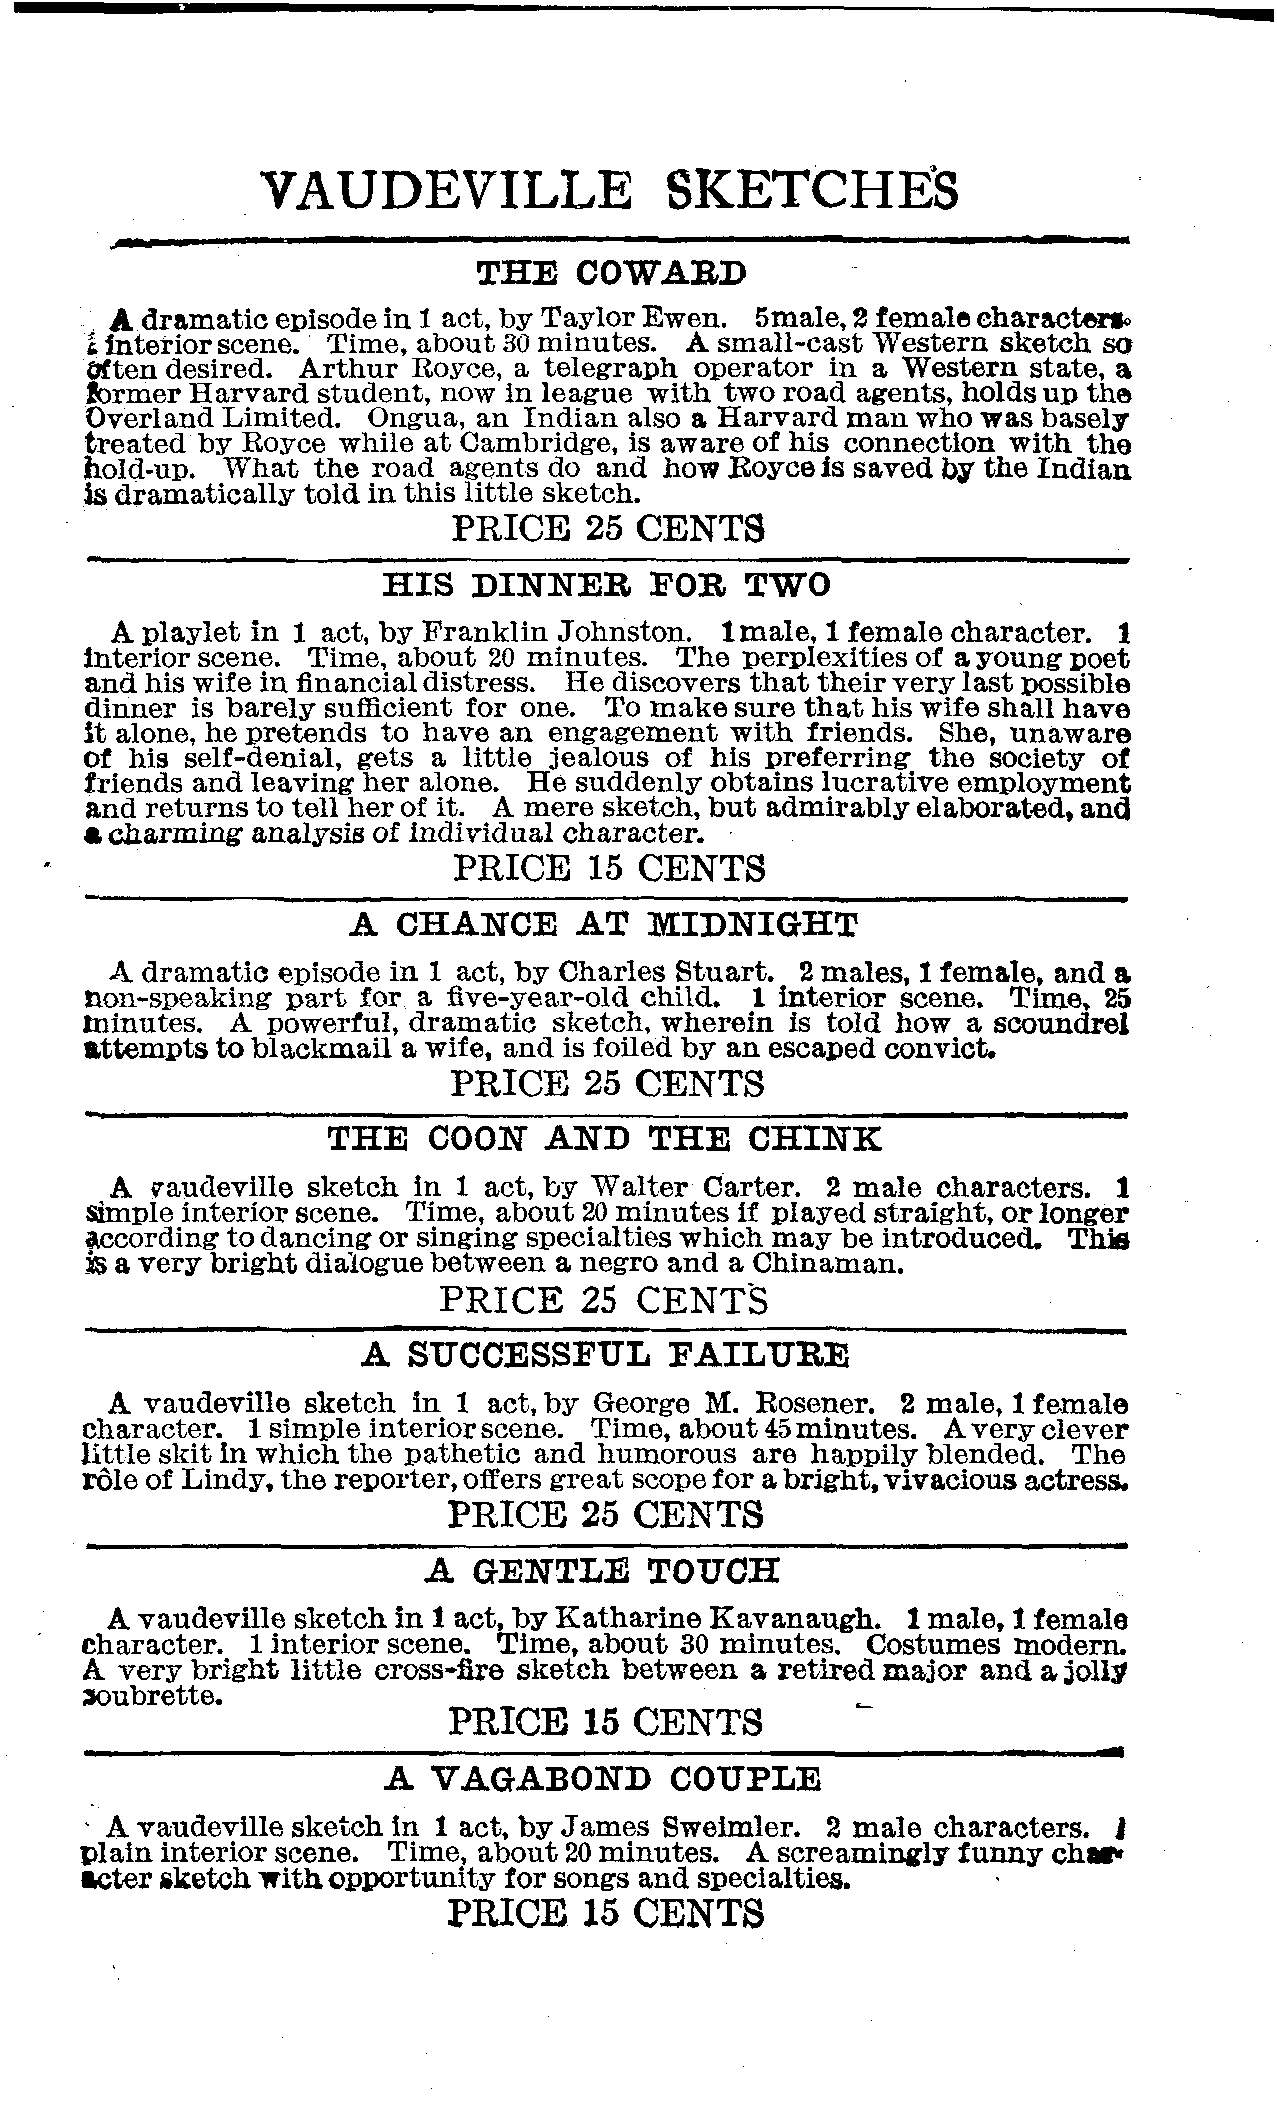 VAUDEVILLE SKETCHES
THE COWARD
A dramatic episode in 1 act, by Taylor Ewen. 5 male, 2 female characters.
interior scene. Time, about 30 minutes. A small-cast Western sketch so
often desired. Arthur Royce, a telegraph operator in a Western state, a
former Harvard student, now in league with two road agents, holds up the
Overland Limited. Ongua, an Indian also a Harvard man who was basely
treated by Royce while at Cambridge, is aware of his connection with the
hold-up. What the road agents do and how Royce is saved by the Indian
is dramatically told in this little sketch.
PRICE 25 CENTS
HIS DINNER FOR TWO
A playlet in 1 act, by Franklin Johnston. 1 male, 1 female character. 1
interior scene. Time, about 20 minutes. The perplexities of a young poet
and his wife in financial distress. He discovers that their very last possible
dinner is barely sufficient for one. To make sure that his wife shall have
it alone, he pretends to have an engagement with friends. She, unaware
of his self-denial, gets a little jealous of his preferring the society of
friends and leaving her alone. He suddenly obtains lucrative employment
and returns to tell her of it. A mere sketch, but admirably elaborated, and
a charming analysis of individual character.
PRICE 15 CENTS
A CHANCE AT MIDNIGHT
A dramatic episode in 1 act, by Charles Stuart. 2 males, 1 female, and a
non-speaking part for a five-year-old child. 1 interior scene. Time, 25
minutes. A powerful, dramatic sketch, wherein is told how a scoundrel
attempts to blackmail a wife, and is foiled by an escaped convict.
PRICE 25 CENTS
THE COON AND THE CHINK
A vaudeville sketch in 1 act, by Walter Carter. 2 male characters. 1
simple interior scene. Time, about 20 minutes if played straight, or longer
according to dancing or singing specialties which may be introduced. This
is a very bright dialogue between a negro and a Chinaman.
PRICE 25 CENTS
A SUCCESSFUL FAILURE
A vaudeville sketch in 1 act, by George M. Rosener. 2 male, 1 female
character. 1 simple interior scene. Time, about 45 minutes. A very clever
little skit in which the pathetic and humorous are happily blended. The
rôle of Lindy, the reporter, offers great scope for a bright, vivacious actress.
PRICE 25 CENTS
A GENTLE TOUCH
A vaudeville sketch in 1 act, by Katharine Kavanaugh. 1 male, 1 female
character. 1 interior scene. Time, about 30 minutes. Costumes modern.
A very bright little cross-fire sketch between a retired major and a jolly
soubrette.
PRICE 15 CENTS
A VAGABOND COUPLE
A vaudeville sketch in 1 act, by James Sweimler. 2 male characters. 1
plain interior scene. Time, about 20 minutes. A screamingly funny char-
acter sketch with opportunity for songs and specialties.
PRICE 15 CENTS